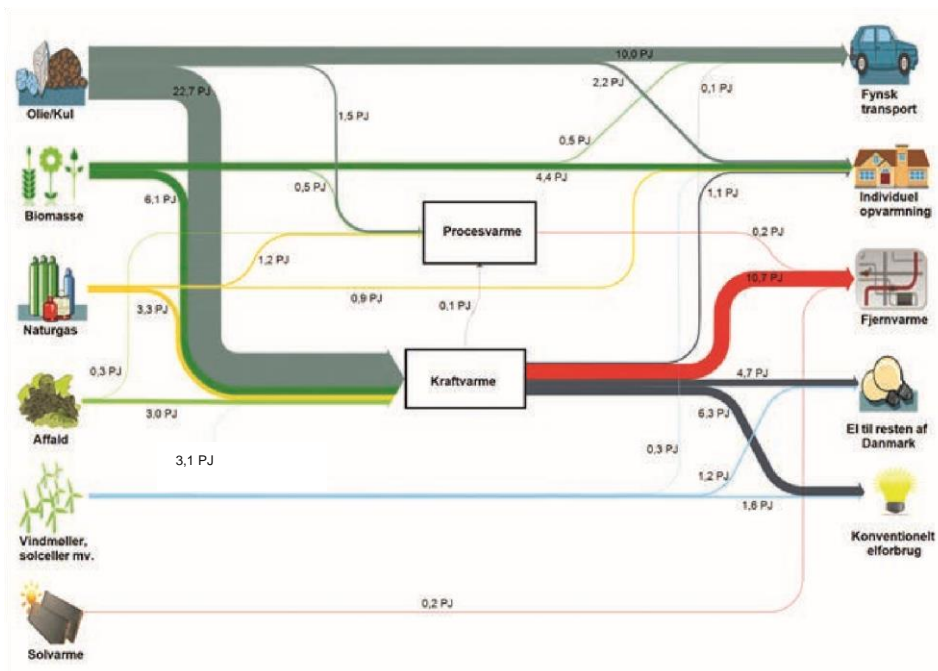 10,0 PJ
22,7 PJ
2,2 PJ
0,1 PJ
Olie/Kul
Fynsk
transport
1,5 PJ
0,5 PJ
4,4 PJ
0,5 PJ
6,1 PJ
1,1 PJ
Biomasse
Individuel
opvarmning
Procesvarme
0,2 PJ
1,2 PJ
10,7 PJ
0,9 PJ
0,1 PJ
3,3 PJ
Naturgas
Fjernvarme
0,3 PJ
Kraftvarme
4,7 PJ
3,0 PJ
6,3 PJ
Affald
El til resten af
Danmark
3,1 PJ
0,3 PJ
1,2 PJ
1,6 PJ
Vindmøller,
solceller mv.
Konventionelt
elforbrug
0,2 PJ
Solvarme